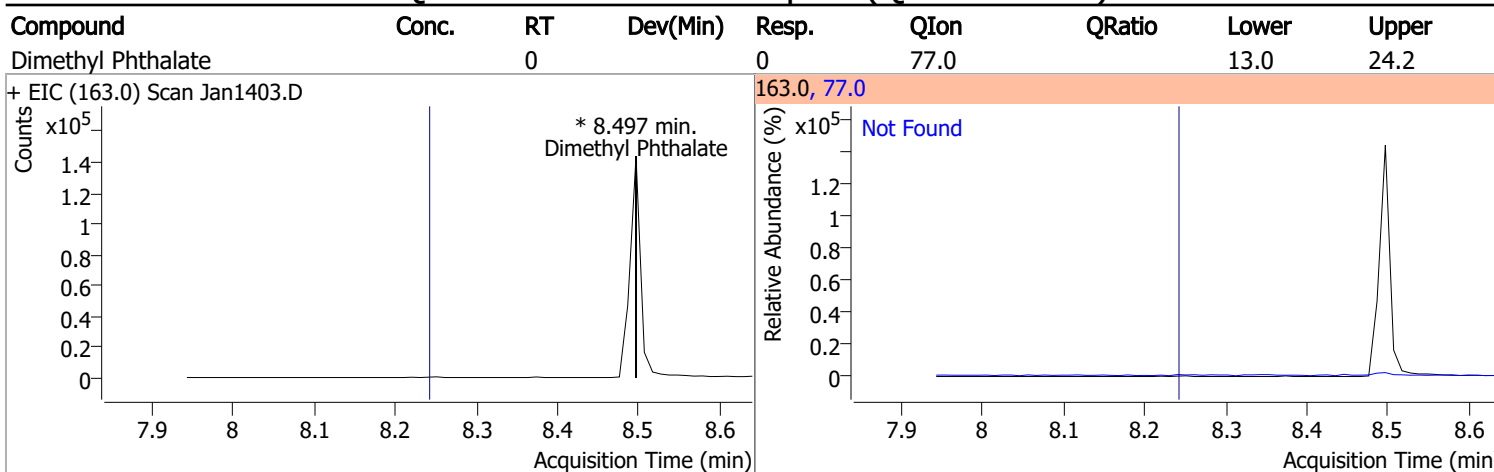 Compound Conc. RT Dev(Min) Resp. QIon QRatio Lower Upper
Dimethyl Phthalate 0 0 77.0 13.0 24.2
+ EIC (163.0) Scan Jan1403.D
Counts
x10⁵
* 8.497 min.
Dimethyl Phthalate
1.4
1.2
1
0.8
0.6
0.4
0.2
0
7.9 8 8.1 8.2 8.3 8.4 8.5 8.6
Acquisition Time (min)
163.0, 77.0
Relative Abundance (%)
x10⁵
Not Found
1.2
1
0.8
0.6
0.4
0.2
0
7.9 8 8.1 8.2 8.3 8.4 8.5 8.6
Acquisition Time (min